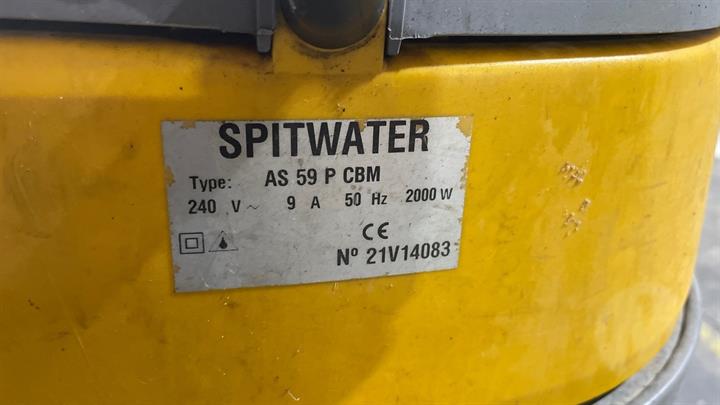 SPITWATER
Type: AS 59 P CBM
240 V ~ 9 A 50 Hz 2000 W
CE
Nº 21V14083